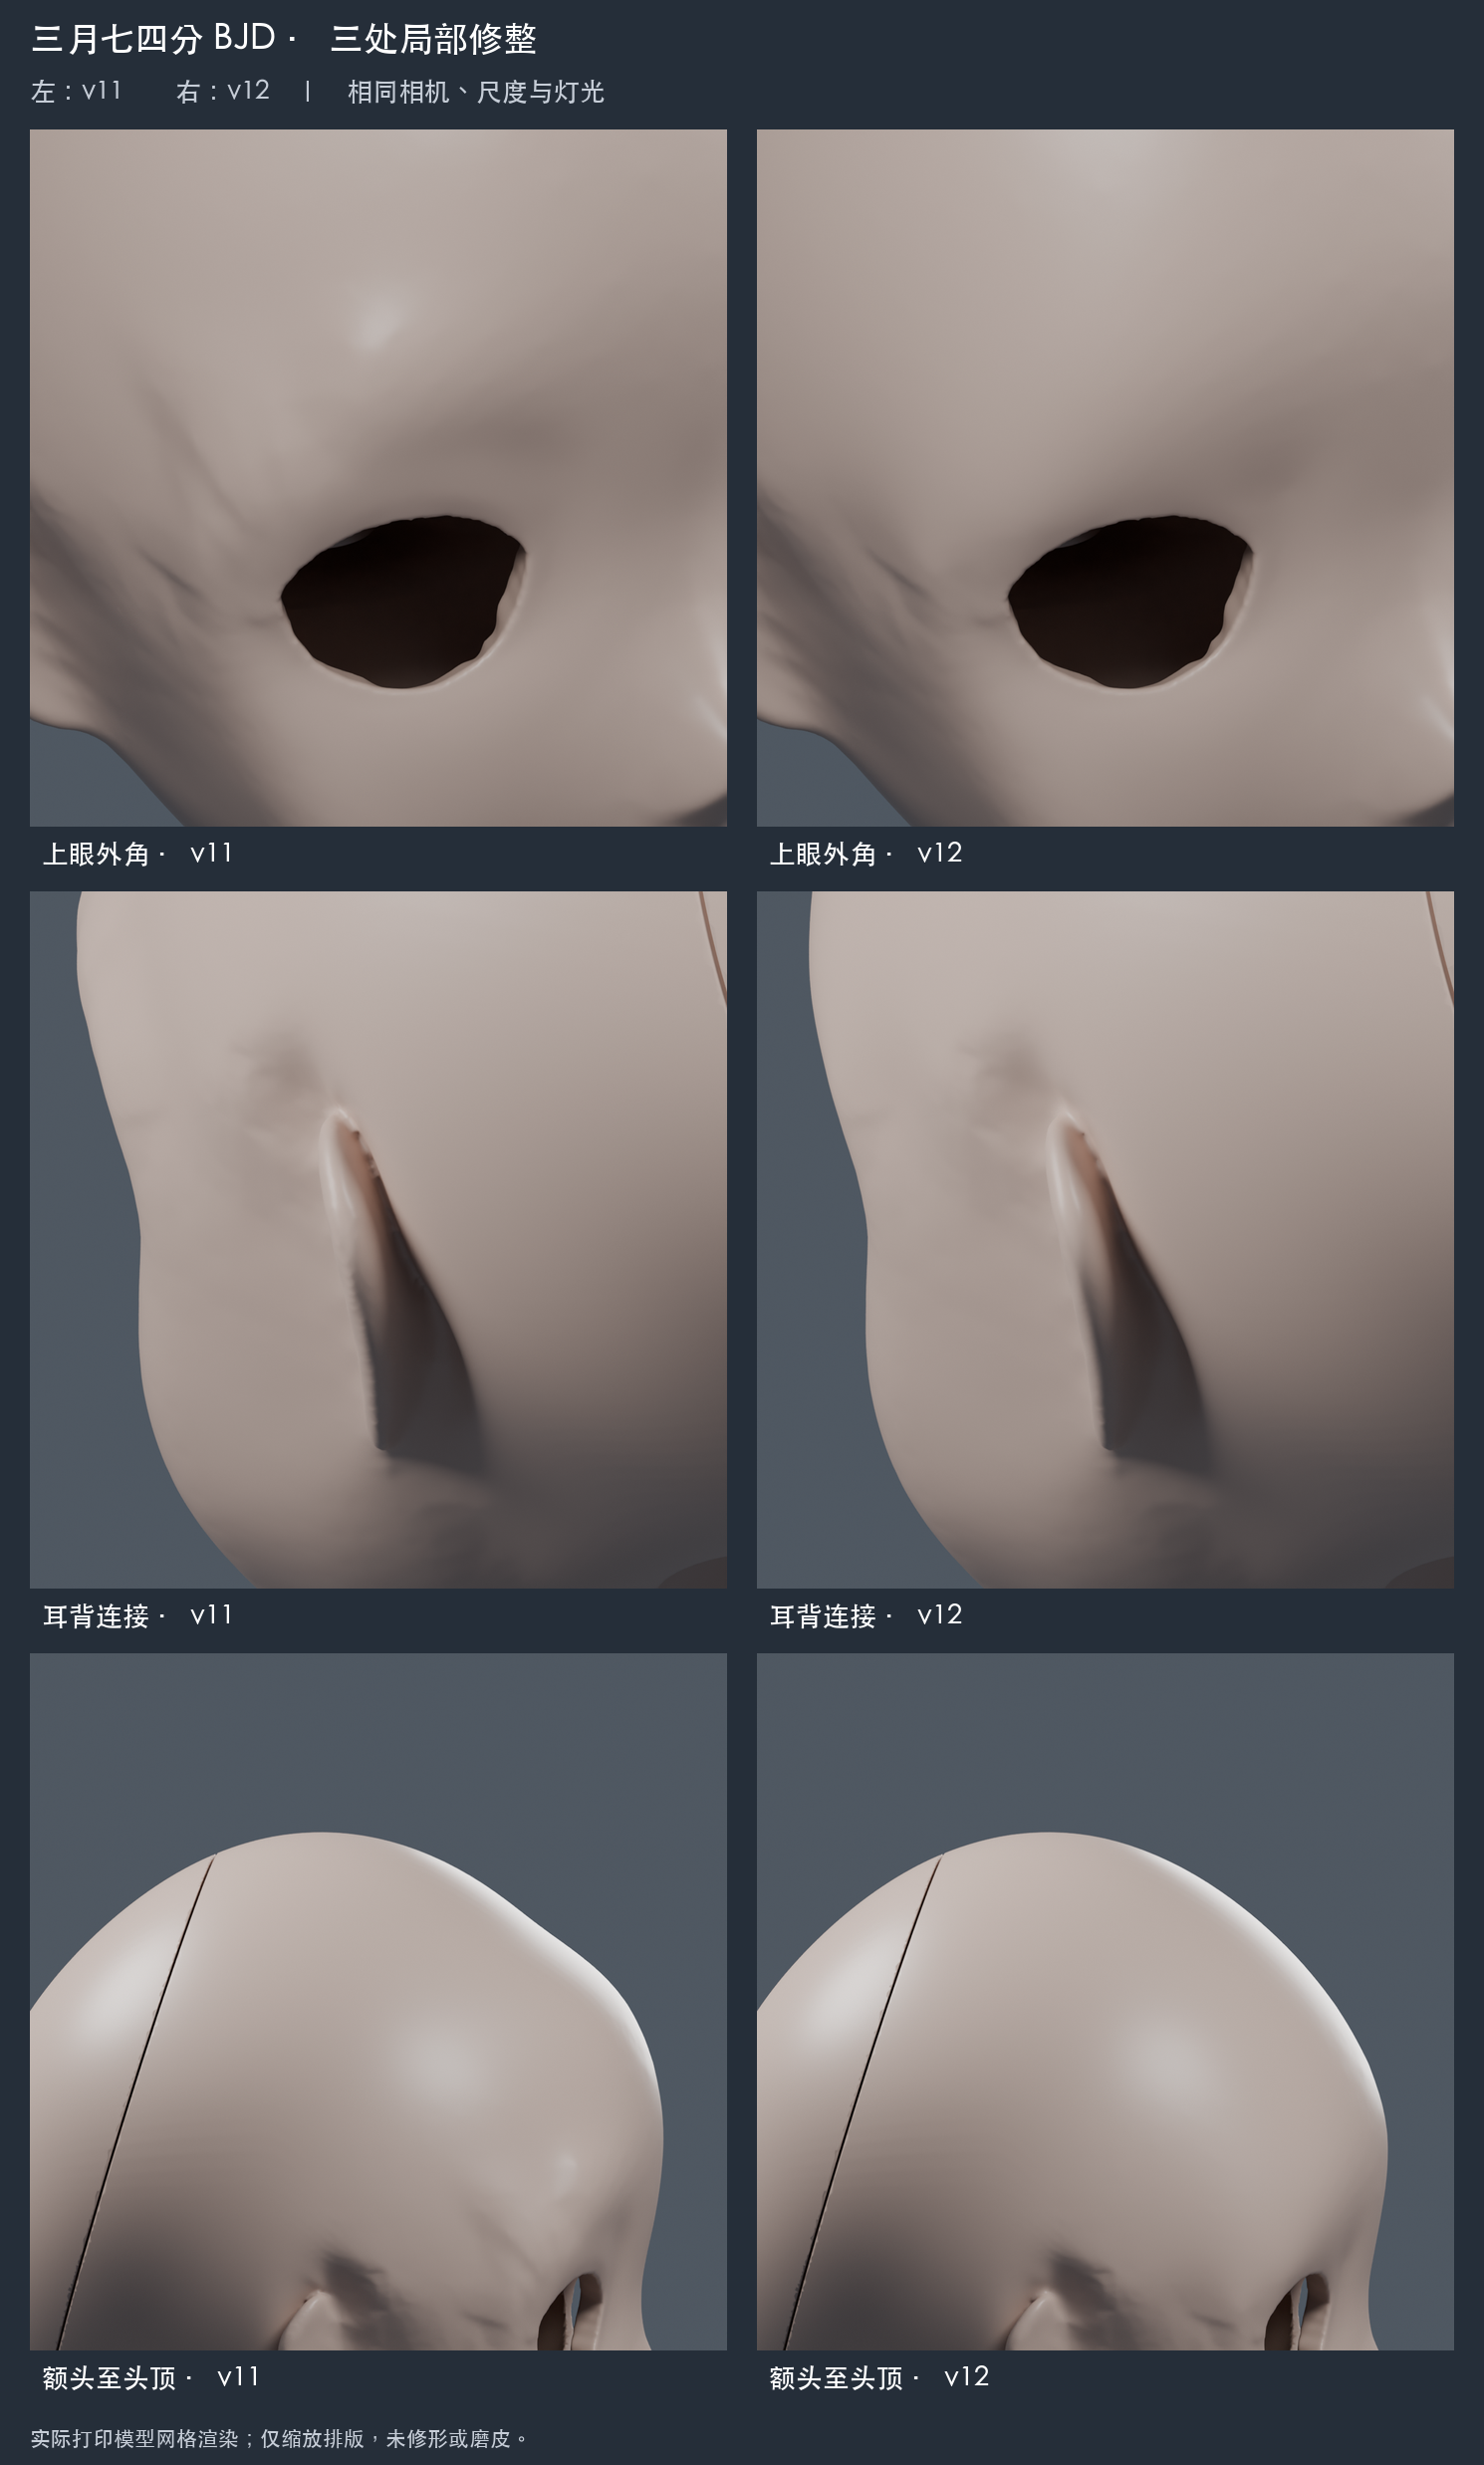 三月七四分 BJD · 三处局部修整
左：v11 右：v12 | 相同相机、尺度与灯光
上眼外角 · v11
上眼外角 · v12
耳背连接 · v11
耳背连接 · v12
额头至头顶 · v11
额头至头顶 · v12
实际打印模型网格渲染；仅缩放排版，未修形或磨皮。